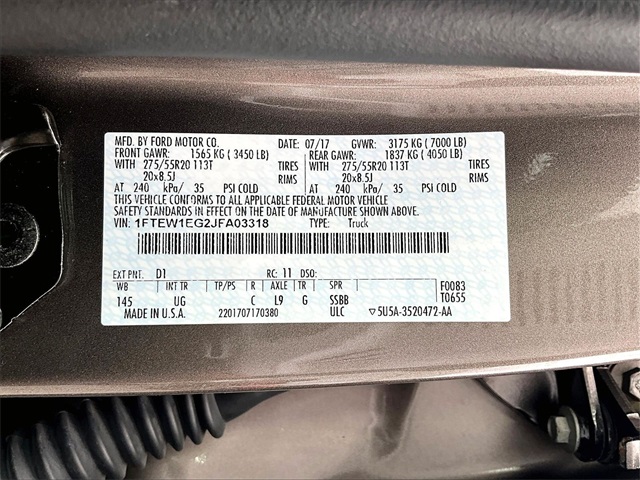 MFD. BY FORD MOTOR CO. DATE: 07/17 GVWR: 3175 KG ( 7000 LB)
FRONT GAWR: 1565 KG ( 3450 LB) REAR GAWR: 1837 KG ( 4050 LB)
WITH 275/55R20 113T TIRES WITH 275/55R20 113T TIRES
20x8.5J RIMS 20x8.5J RIMS
AT 240 kPa/ 35 PSI COLD AT 240 kPa/ 35 PSI COLD
THIS VEHICLE CONFORMS TO ALL APPLICABLE FEDERAL MOTOR VEHICLE
SAFETY STANDARDS IN EFFECT ON THE DATE OF MANUFACTURE SHOWN ABOVE.
VIN: 1FTEW1EG2JFA03318 TYPE: Truck
EXT PNT: D1 RC: 11 DSO: F0083
WB INT TR TP/PS R AXLE TR SPR T0655
145 UG C L9 G SSBB
MADE IN U.S.A. 2201707170380 ULC ▽5U5A-3520472-AA